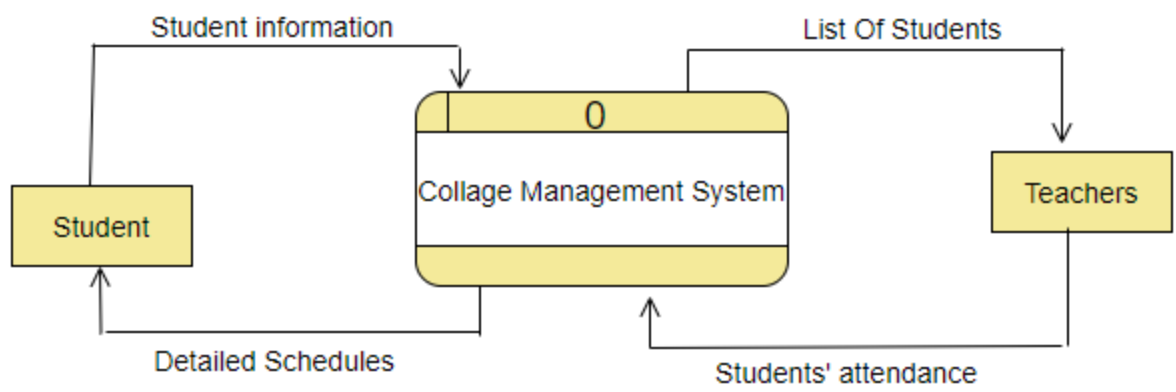 Student information
List Of Students
0
Collage Management System
Student
Teachers
Detailed Schedules
Students' attendance